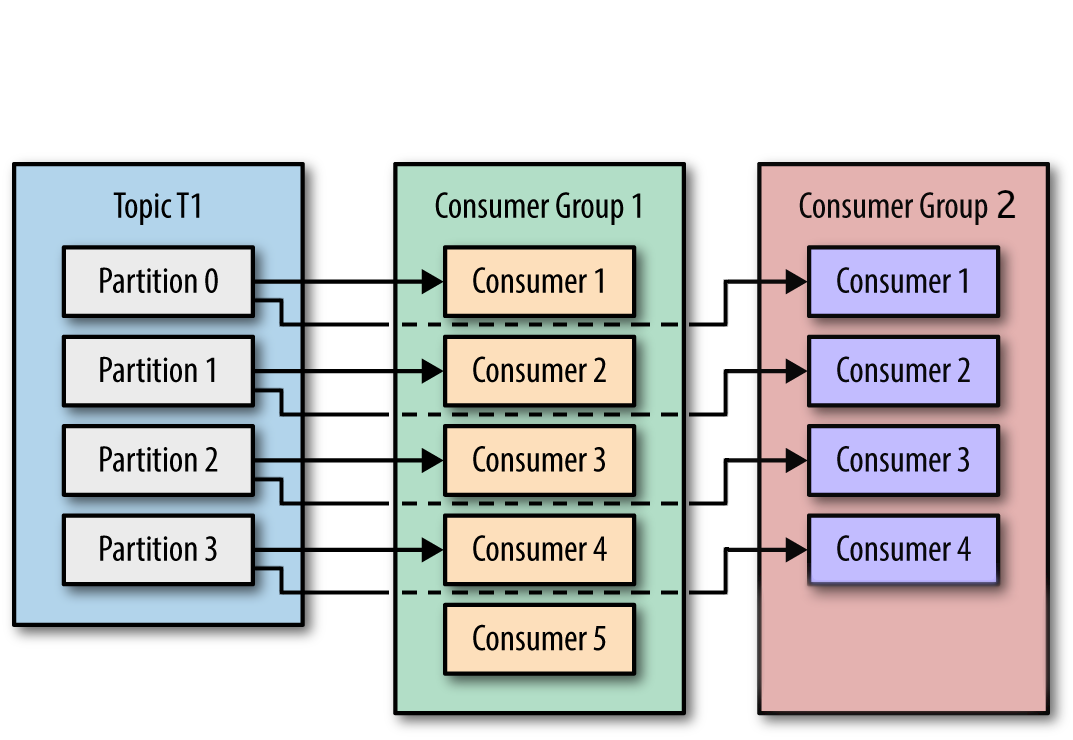 Topic T1
Partition 0
Partition 1
Partition 2
Partition 3
Consumer Group 1
Consumer 1
Consumer 2
Consumer 3
Consumer 4
Consumer 5
Consumer Group 2
Consumer 1
Consumer 2
Consumer 3
Consumer 4